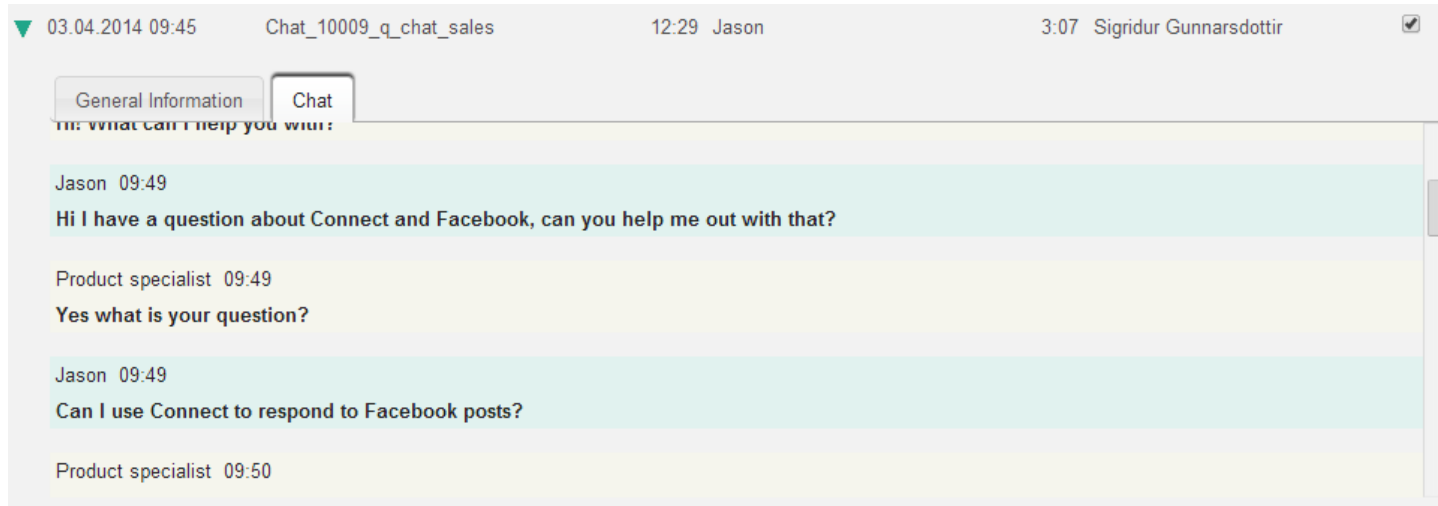 03.04.2014 09:45 Chat_10009_q_chat_sales 12:29 Jason 3:07 Sigridur Gunnarsdottir
General Information Chat
Hi! What can I help you with?
Jason 09:49
Hi I have a question about Connect and Facebook, can you help me out with that?
Product specialist 09:49
Yes what is your question?
Jason 09:49
Can I use Connect to respond to Facebook posts?
Product specialist 09:50